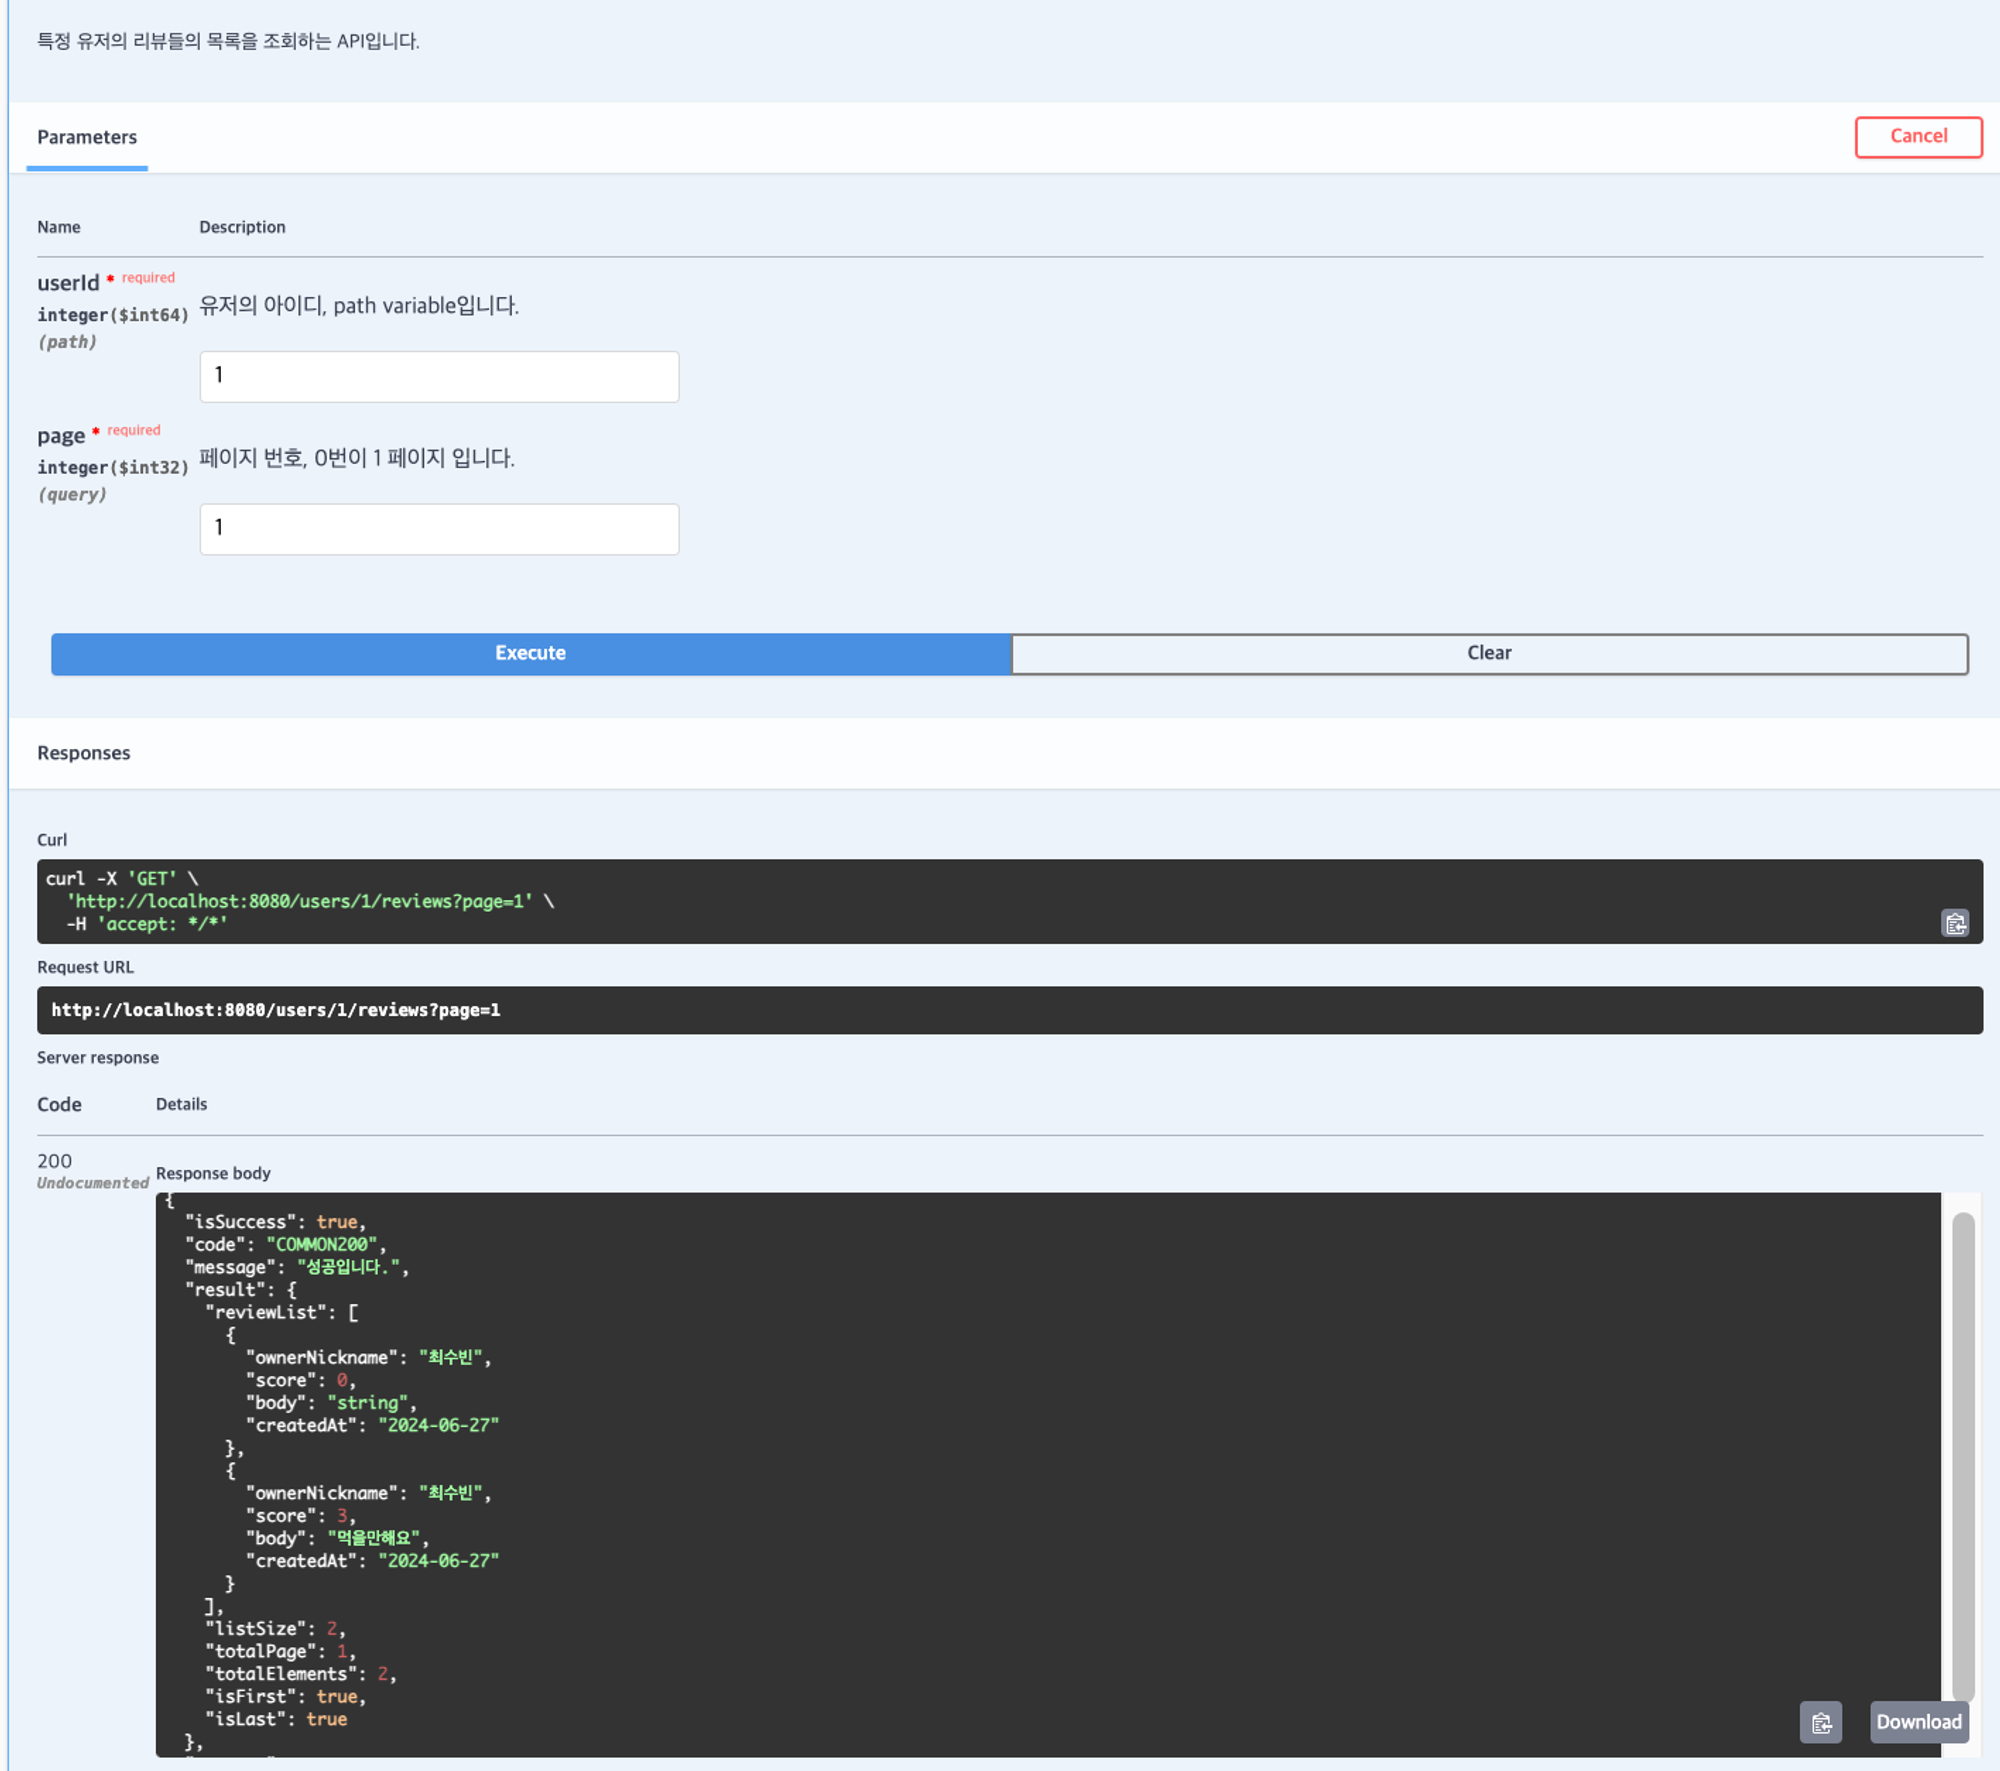 특정 유저의 리뷰들의 목록을 조회하는 API입니다.
Parameters
Cancel
Name Description
userId * required
integer($int64)
(path)
유저의 아이디, path variable입니다.
1
page * required
integer($int32)
(query)
페이지 번호, 0번이 1 페이지 입니다.
1
Execute
Clear
Responses
Curl
curl -X 'GET' \
'http://localhost:8080/users/1/reviews?page=1' \
-H 'accept: */*'
Request URL
http://localhost:8080/users/1/reviews?page=1
Server response
Code Details
200
Undocumented
Response body
{
"isSuccess": true,
"code": "COMMON200",
"message": "성공입니다.",
"result": {
"reviewList": [
{
"ownerNickname": "최수빈",
"score": 0,
"body": "string",
"createdAt": "2024-06-27"
},
{
"ownerNickname": "최수빈",
"score": 3,
"body": "먹을만해요",
"createdAt": "2024-06-27"
}
],
"listSize": 2,
"totalPage": 1,
"totalElements": 2,
"isFirst": true,
"isLast": true
},
Download